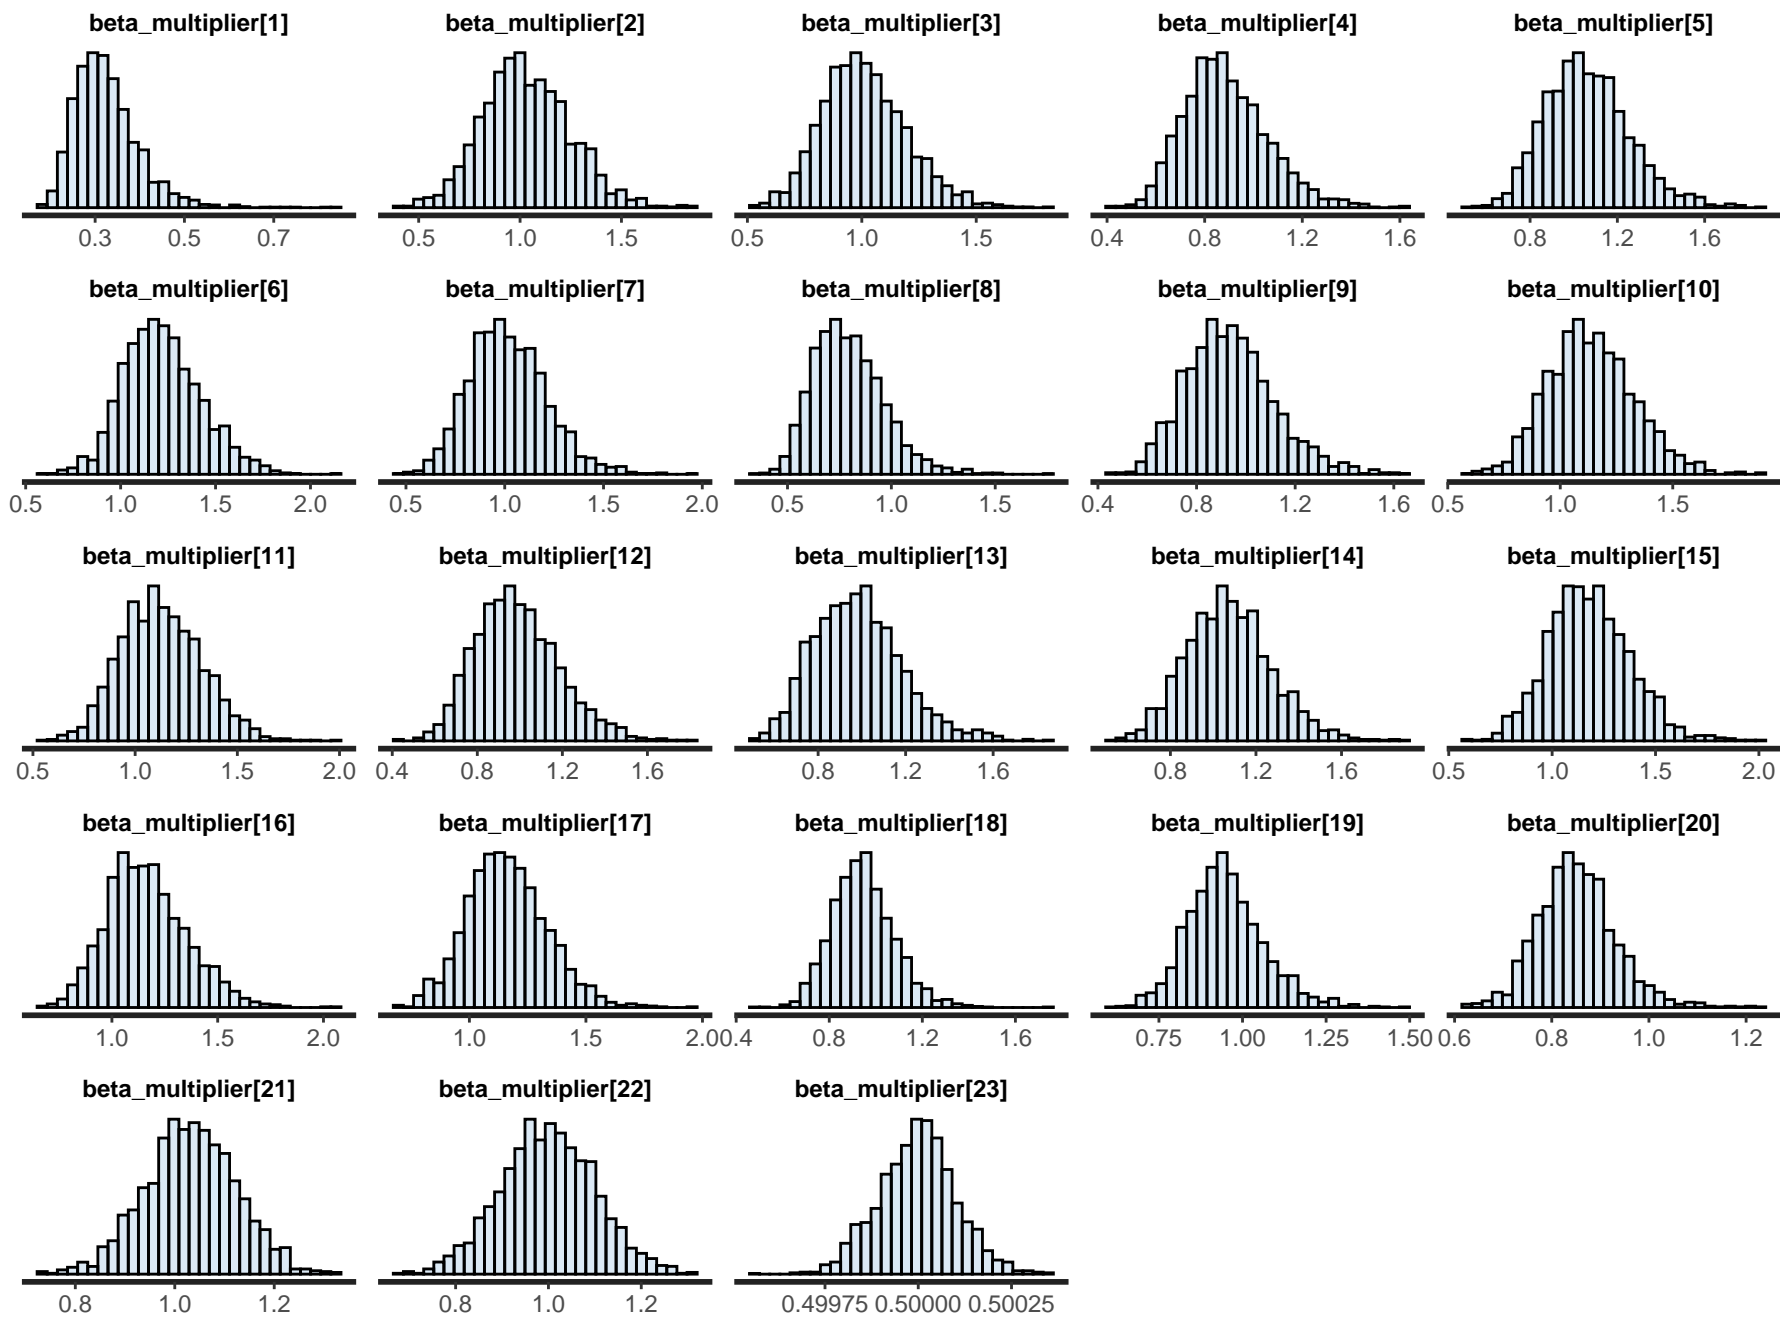 beta_multiplier[1] beta_multiplier[2] beta_multiplier[3] beta_multiplier[4] beta_multiplier[5]
0.3 0.5 0.7 0.5 1.0 1.5 0.5 1.0 1.5 0.4 0.8 1.2 1.6 0.8 1.2 1.6
beta_multiplier[6] beta_multiplier[7] beta_multiplier[8] beta_multiplier[9] beta_multiplier[10]
0.5 1.0 1.5 2.0 0.5 1.0 1.5 2.0 0.5 1.0 1.5 0.4 0.8 1.2 1.6 0.5 1.0 1.5
beta_multiplier[11] beta_multiplier[12] beta_multiplier[13] beta_multiplier[14] beta_multiplier[15]
0.5 1.0 1.5 2.0 0.4 0.8 1.2 1.6 0.8 1.2 1.6 0.8 1.2 1.6 0.5 1.0 1.5 2.0
beta_multiplier[16] beta_multiplier[17] beta_multiplier[18] beta_multiplier[19] beta_multiplier[20]
1.0 1.5 2.0 1.0 1.5 2.00.4 0.8 1.2 1.6 0.75 1.00 1.25 1.50 0.6 0.8 1.0 1.2
beta_multiplier[21] beta_multiplier[22] beta_multiplier[23]
0.8 1.0 1.2 0.8 1.0 1.2 0.49975 0.50000 0.50025